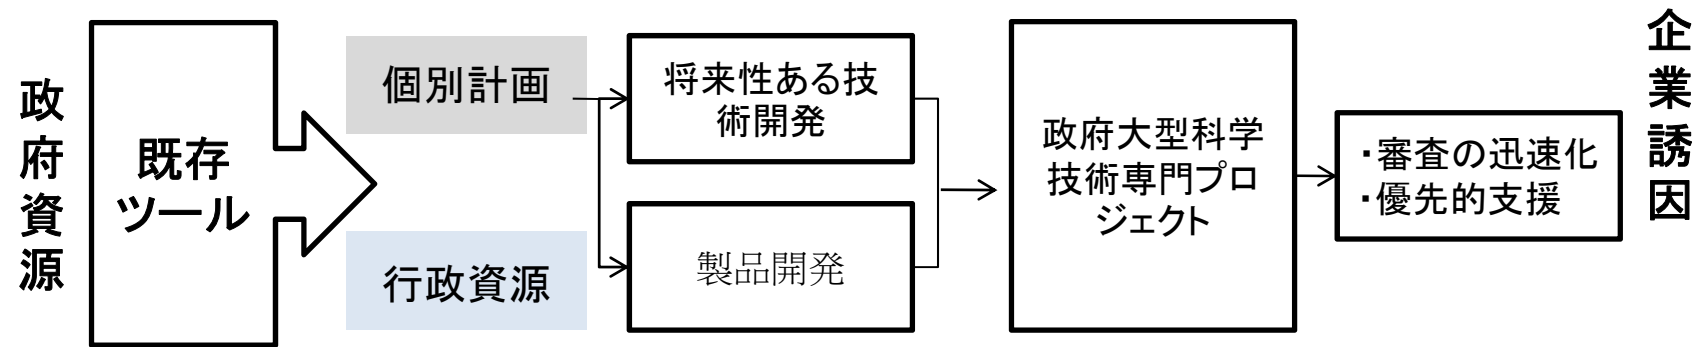 政府資源
既存
ツール
個別計画
行政資源
将来性ある技
術開発
製品開発
政府大型科学
技術専門プロ
ジェクト
・審査の迅速化
・優先的支援
企業誘因